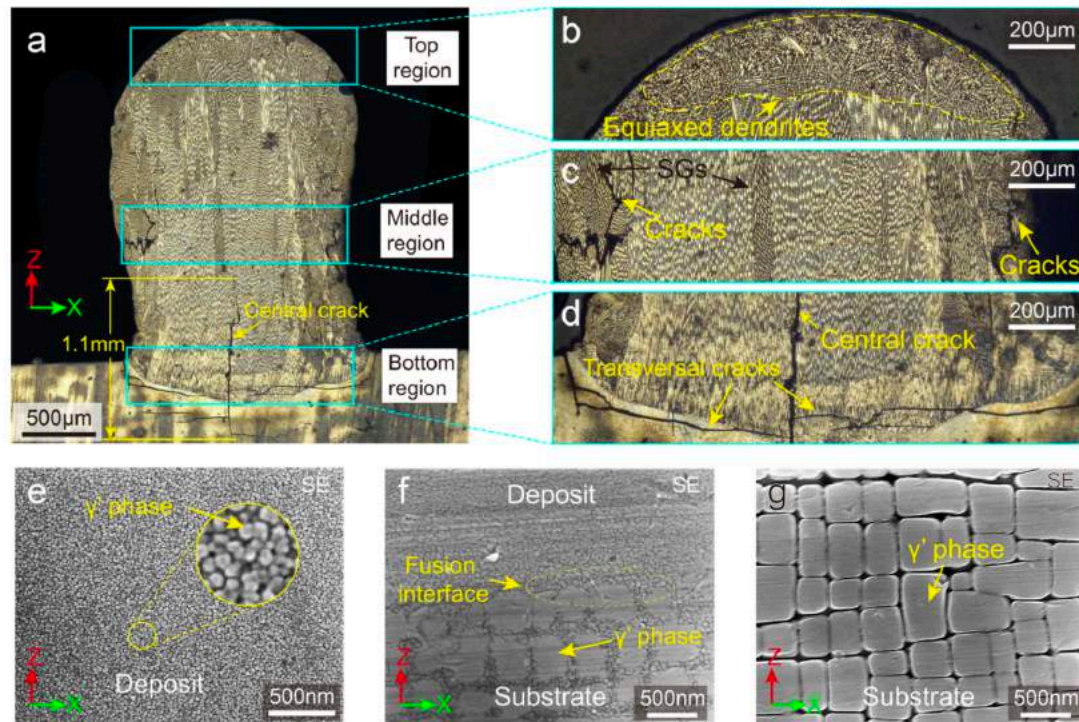 a
Top
region
Middle
region
Z
X
1.1mm
Central crack
Bottom
region
500μm
b
200μm
Equiaxed dendrites
c
SGs
200μm
Cracks
Cracks
d
200μm
Central crack
Transversal cracks
e
SE
γ' phase
Z
X
Deposit
500nm
f
Deposit
SE
Fusion
interface
γ' phase
Z
X
Substrate
500nm
g
SE
γ' phase
Z
X
Substrate
500nm